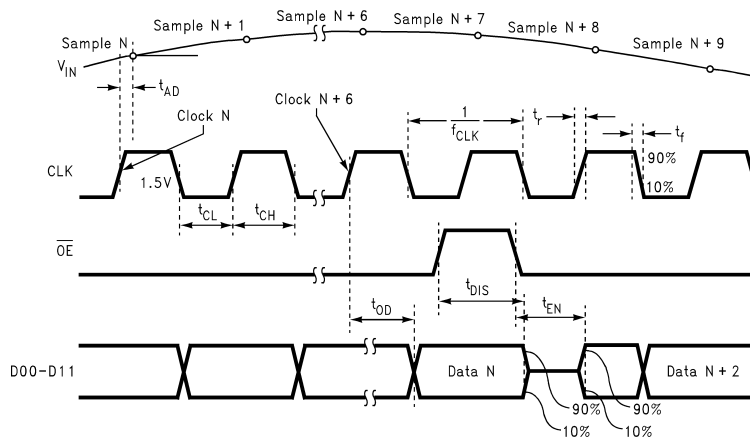 Sample N
Sample N + 1
Sample N + 6
Sample N + 7
Sample N + 8
Sample N + 9
VIN
tAD
Clock N
Clock N + 6
1
fCLK
tr
tf
CLK
1.5V
90%
10%
tCL
tCH
OE
tDIS
tOD
tEN
D00-D11
Data N
Data N + 2
90%
90%
10%
10%